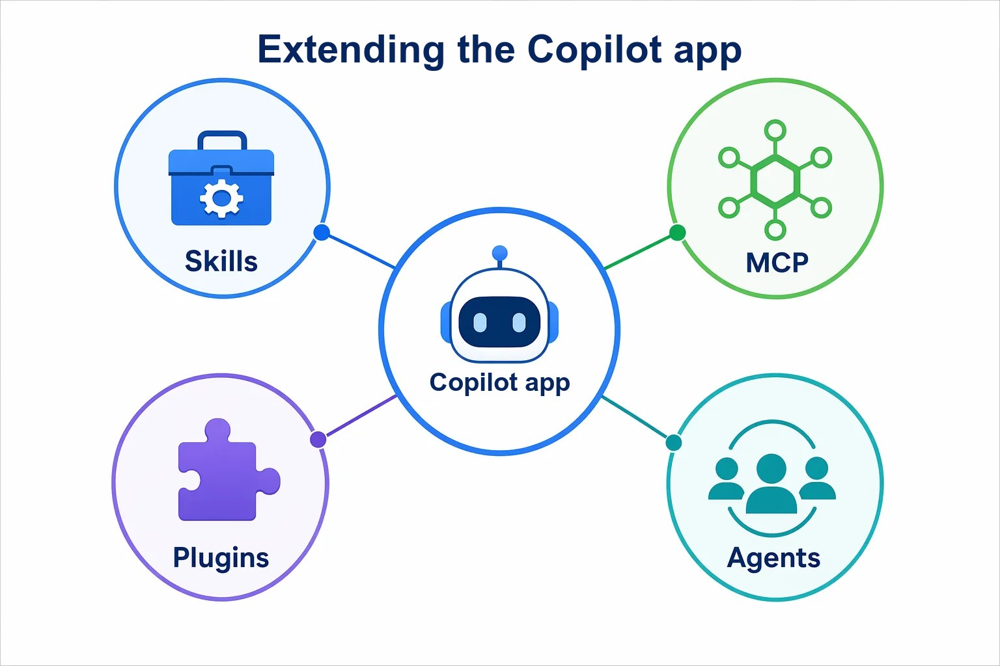 Extending the Copilot app
Skills
MCP
Copilot app
Plugins
Agents